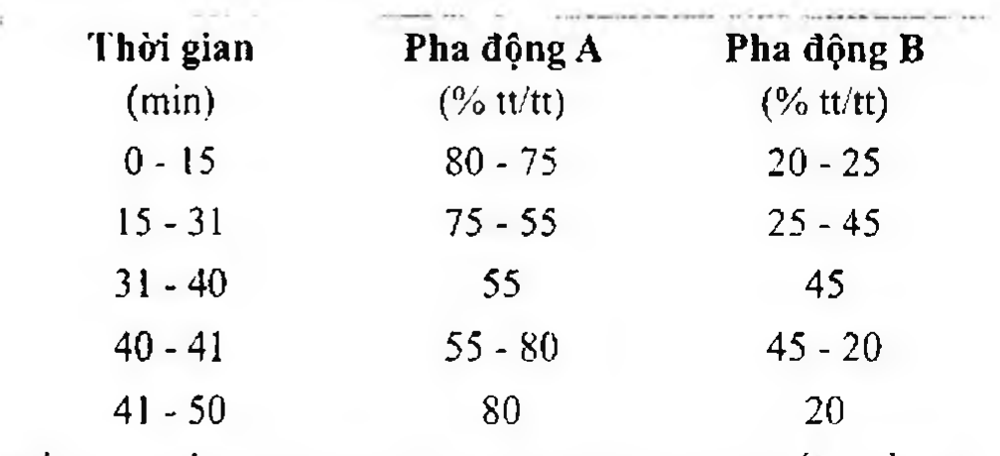 Thời gian Pha động A Pha động B
(min) (% tt/tt) (% tt/tt)
0 - 15 80 - 75 20 - 25
15 - 31 75 - 55 25 - 45
31 - 40 55 45
40 - 41 55 - 80 45 - 20
41 - 50 80 20